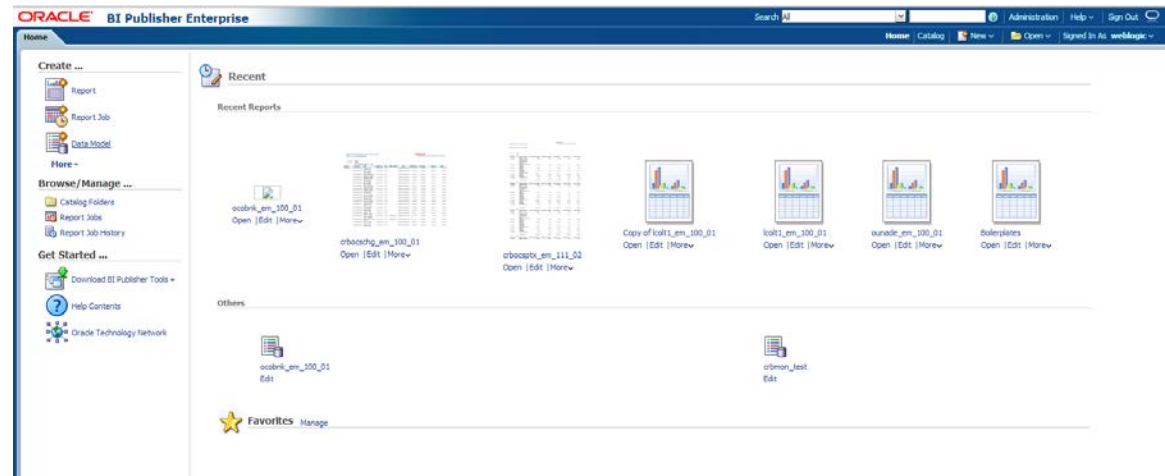 ORACLE BI Publisher Enterprise
Search All Administration Help Sign Out
Home
Home Catalog New Open Signed In As weblogic
Create ...
Report
Report Job
Data Model
More
Browse/Manage ...
Catalog Folders
Report Jobs
Report Job History
Get Started ...
Download BI Publisher Tools
Help Contents
Oracle Technology Network
Recent
Recent Reports
ocobnk_em_100_01
Open | Edit | More
crbacschg_em_100_01
Open | Edit | More
Open | Edit | More
Copy of lcolt1_em_100_01
Open | Edit | More
lcolt1_em_100_01
Open | Edit | More
ounade_em_100_01
Open | Edit | More
Boilerplates
Open | Edit | More
Others
ocobnk_em_100_01
Edit
crbmon_test
Edit
Favorites Manage